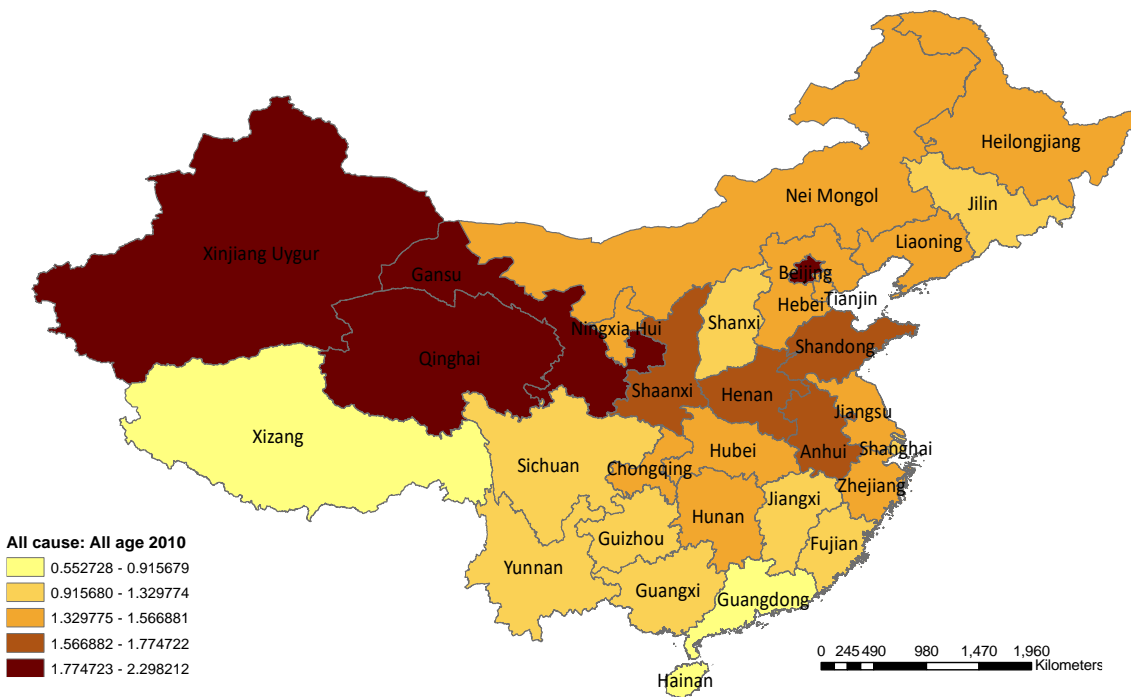 Heilongjiang
Nei Mongol
Jilin
Liaoning
Xinjiang Uygur
Gansu
Beijing
Tianjin
Hebei
Ningxia Hui
Shanxi
Shandong
Qinghai
Shaanxi
Henan
Jiangsu
Xizang
Anhui
Shanghai
Hubei
Sichuan
Chongqing
Zhejiang
Jiangxi
Hunan
Guizhou
Fujian
Yunnan
Guangxi
Guangdong
Hainan
All cause: All age 2010
0.552728 - 0.915679
0.915680 - 1.329774
1.329775 - 1.566881
1.566882 - 1.774722
1.774723 - 2.298212
0 245 490 980 1,470 1,960
Kilometers